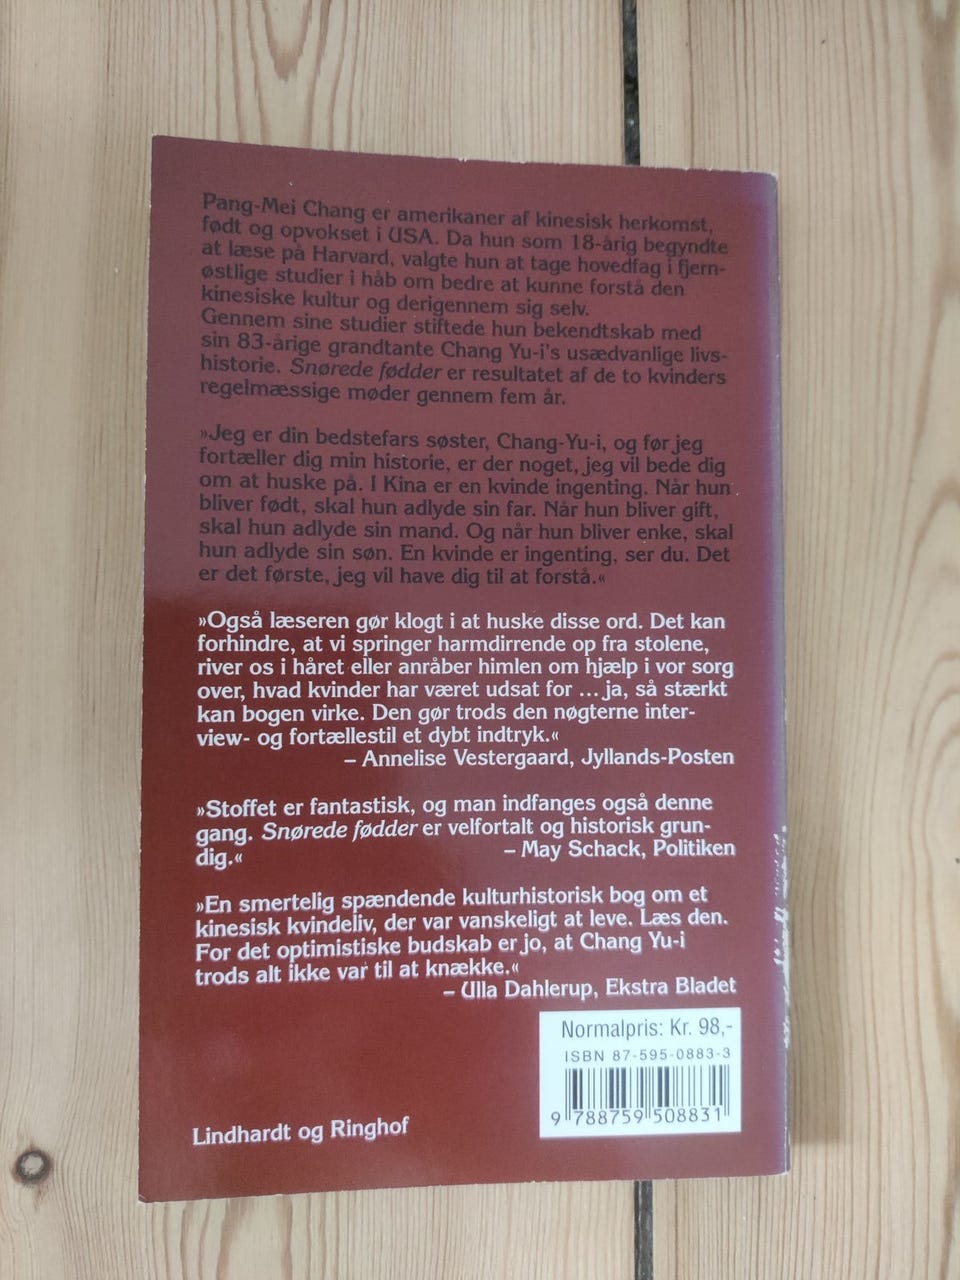 Pang-Mei Chang er amerikaner af kinesisk herkomst,
født og opvokset i USA. Da hun som 18-årig begyndte
at læse på Harvard, valgte hun at tage hovedfag i fjern-
østlige studier i håb om bedre at kunne forstå den
kinesiske kultur og derigennem sig selv.
Gennem sine studier stiftede hun bekendtskab med
sin 83-årige grandtante Chang Yu-i's usædvanlige livs-
historie. Snørede fødder er resultatet af de to kvinders
regelmæssige møder gennem fem år.
»Jeg er din bedstefars søster, Chang-Yu-i, og før jeg
fortæller dig min historie, er der noget, jeg vil bede dig
om at huske på. I Kina er en kvinde ingenting. Når hun
bliver født, skal hun adlyde sin far. Når hun bliver gift,
skal hun adlyde sin mand. Og når hun bliver enke, skal
hun adlyde sin søn. En kvinde er ingenting, ser du. Det
er det første, jeg vil have dig til at forstå.«
»Også læseren gør klogt i at huske disse ord. Det kan
forhindre, at vi springer harmdirrende op fra stolene,
river os i håret eller anråber himlen om hjælp i vor sorg
over, hvad kvinder har været udsat for ... ja, så stærkt
kan bogen virke. Den gør trods den nøgterne inter-
view- og fortællestil et dybt indtryk.«
– Annelise Vestergaard, Jyllands-Posten
»Stoffet er fantastisk, og man indfanges også denne
gang. Snørede fødder er velfortalt og historisk grun-
dig.« – May Schack, Politiken
»En smertelig spændende kulturhistorisk bog om et
kinesisk kvindeliv, der var vanskeligt at leve. Læs den.
For det optimistiske budskab er jo, at Chang Yu-i
trods alt ikke var til at knække.«
– Ulla Dahlerup, Ekstra Bladet
Normalpris: Kr. 98,-
ISBN 87-595-0883-3
9 788759 508831
Lindhardt og Ringhof